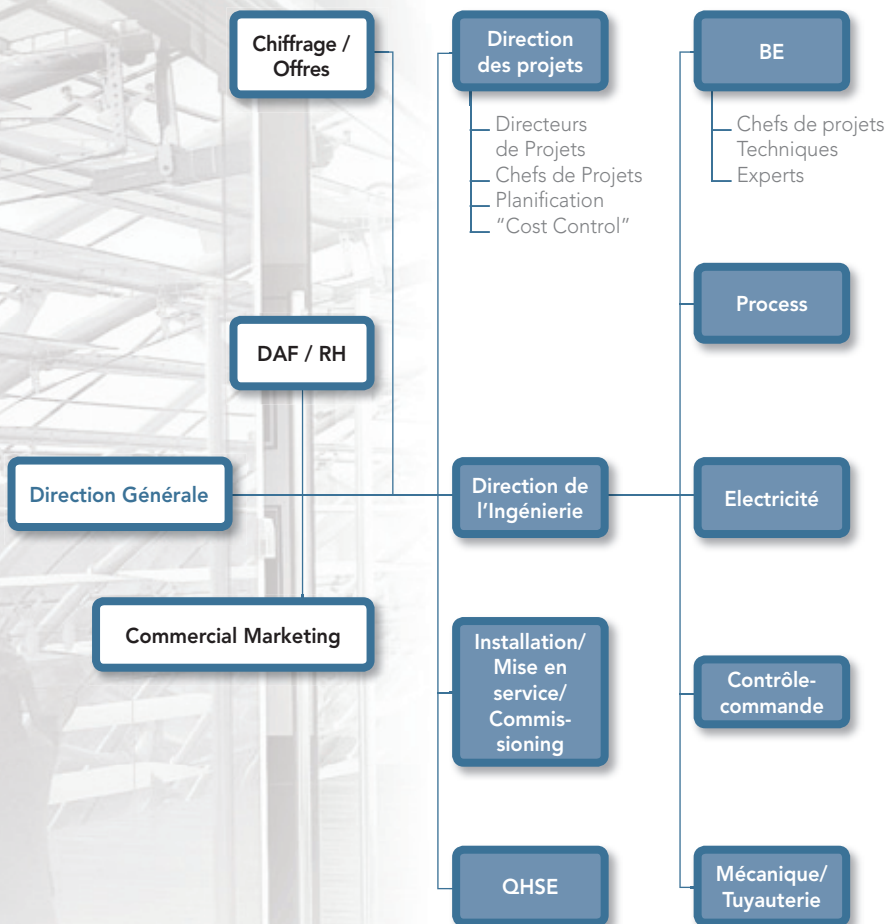 Chiffrage /
Offres
Direction
des projets
Directeurs
de Projets
Chefs de Projets
Planification
“Cost Control”
BE
Chefs de projets
Techniques
Experts
Process
DAF / RH
Direction Générale
Direction de
l’Ingénierie
Electricité
Commercial Marketing
Installation/
Mise en
service/
Commis-
sioning
Contrôle-
commande
QHSE
Mécanique/
Tuyauterie